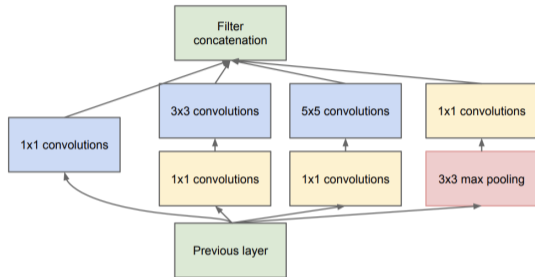 Filter
concatenation
3x3 convolutions
5x5 convolutions
1x1 convolutions
1x1 convolutions
1x1 convolutions
1x1 convolutions
3x3 max pooling
Previous layer